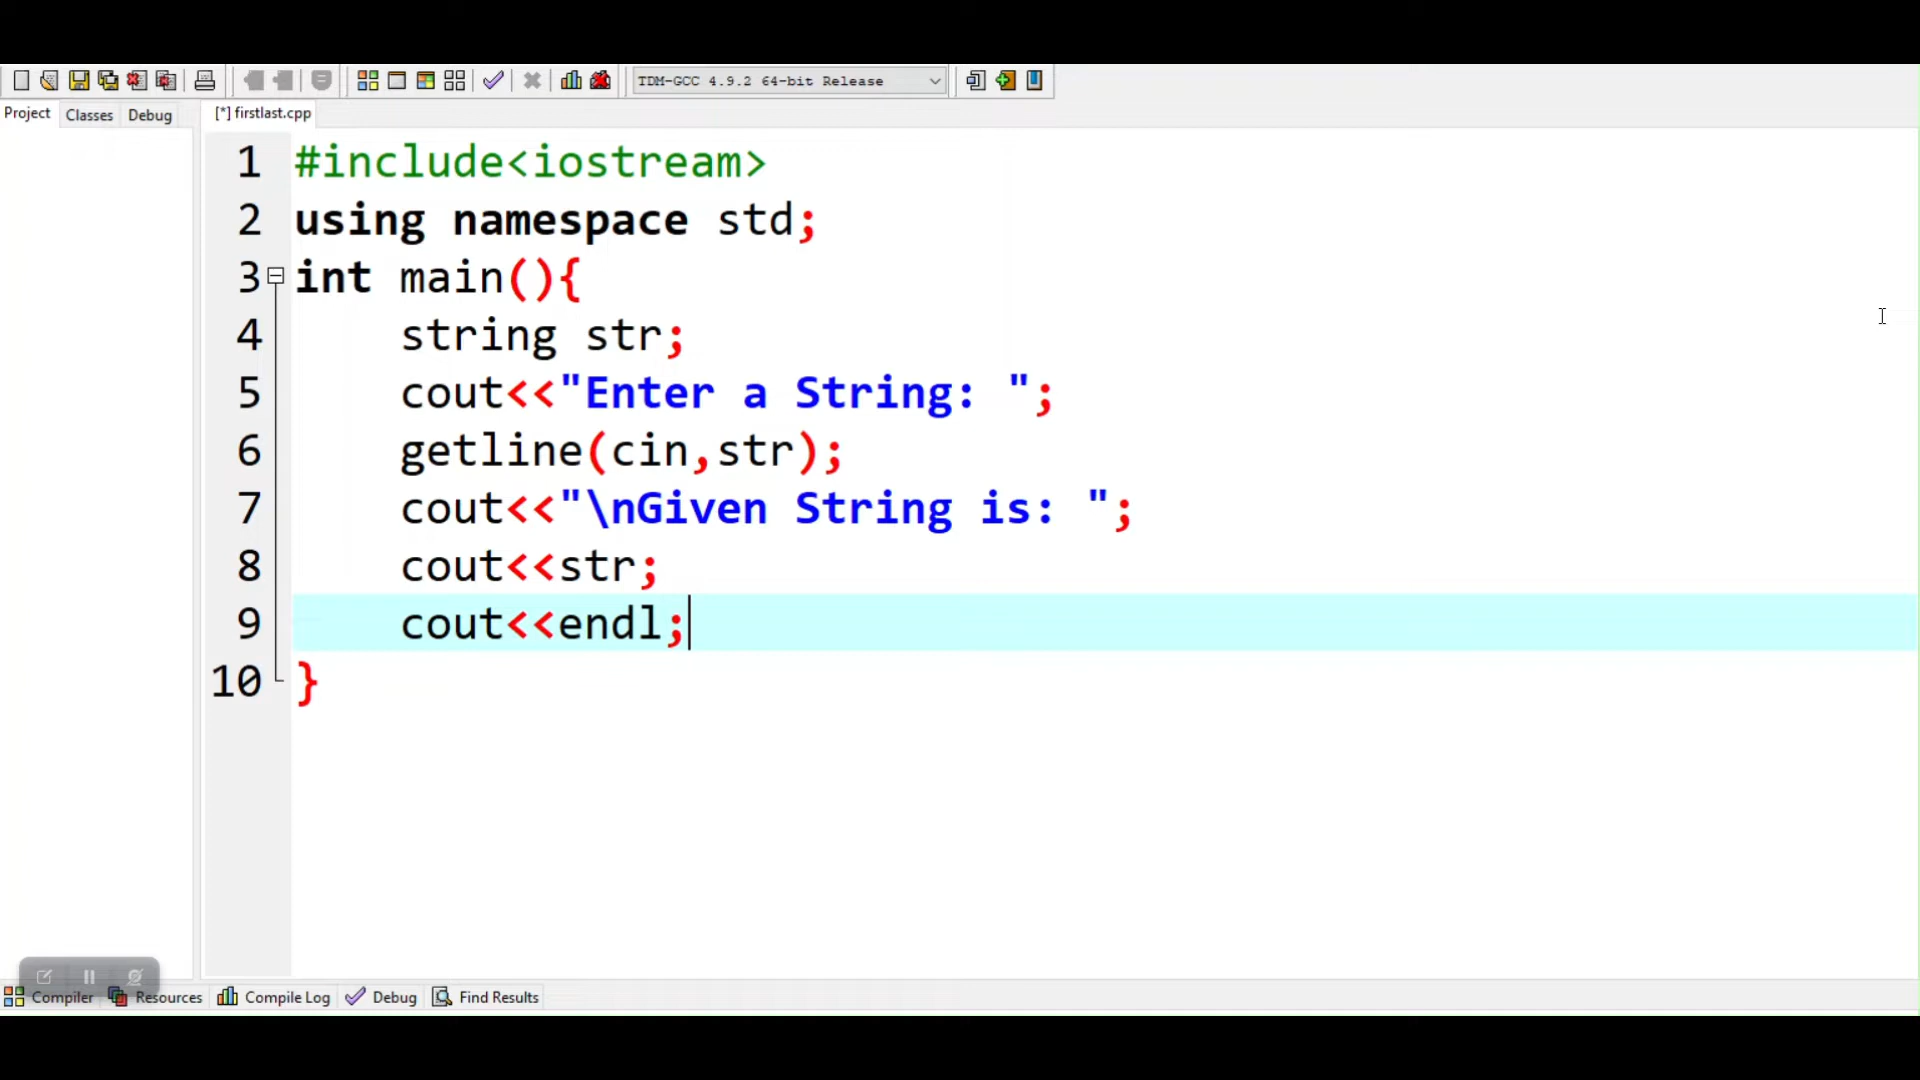 TDM-GCC 4.9.2 64-bit Release
Project Classes Debug [*] firstlast.cpp
1 #include<iostream>
2 using namespace std;
3 int main(){
4 string str;
5 cout<<"Enter a String: ";
6 getline(cin,str);
7 cout<<"\nGiven String is: ";
8 cout<<str;
9 cout<<endl;
10 }
Compiler Resources Compile Log Debug Find Results